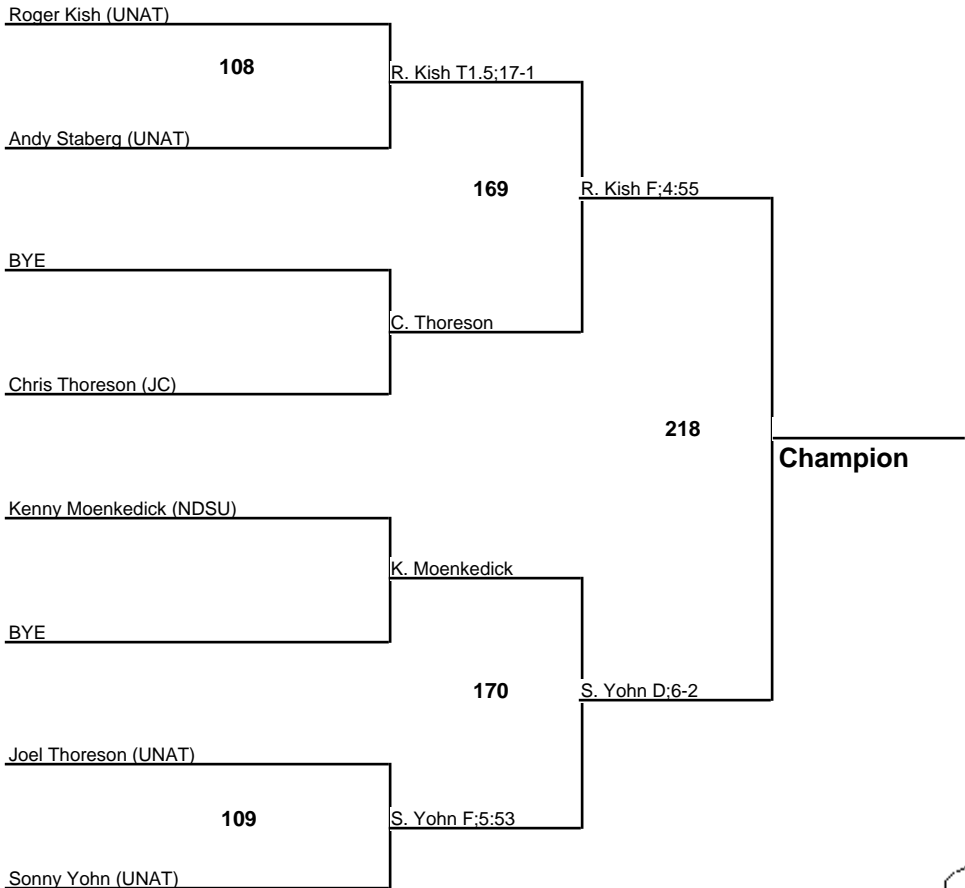 Roger Kish (UNAT)
108
R. Kish T1.5;17-1
Andy Staberg (UNAT)
169
R. Kish F;4:55
BYE
C. Thoreson
Chris Thoreson (JC)
218
Champion
Kenny Moenkedick (NDSU)
K. Moenkedick
BYE
170
S. Yohn D;6-2
Joel Thoreson (UNAT)
109
S. Yohn F;5:53
Sonny Yohn (UNAT)